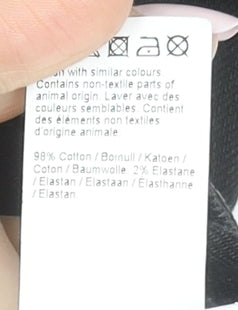 with similar colours.
Contains non-textile parts of
animal origin. Laver avec des
couleurs semblables. Contient
des éléments non textiles
d'origine animale.
98% Cotton / Bomull / Katoen /
Coton / Baumwolle. 2% Elastane
/ Elastan / Elastaan / Elasthanne
/ Elastan.